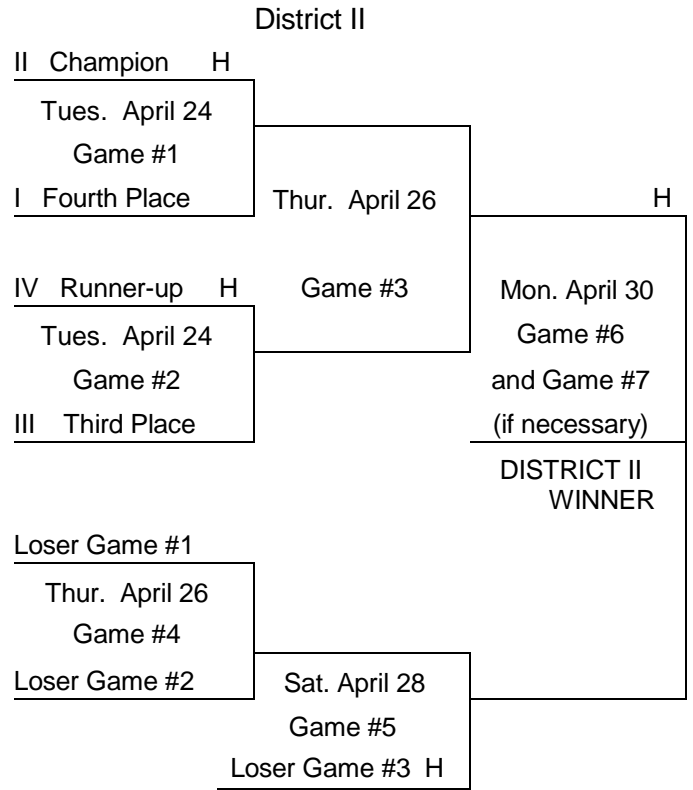 District II
II Champion H
Tues. April 24
Game #1
I Fourth Place
Thur. April 26
H
IV Runner-up H
Game #3
Mon. April 30
Tues. April 24
Game #6
Game #2
and Game #7
III Third Place
(if necessary)
DISTRICT II
WINNER
Loser Game #1
Thur. April 26
Game #4
Loser Game #2
Sat. April 28
Game #5
Loser Game #3 H